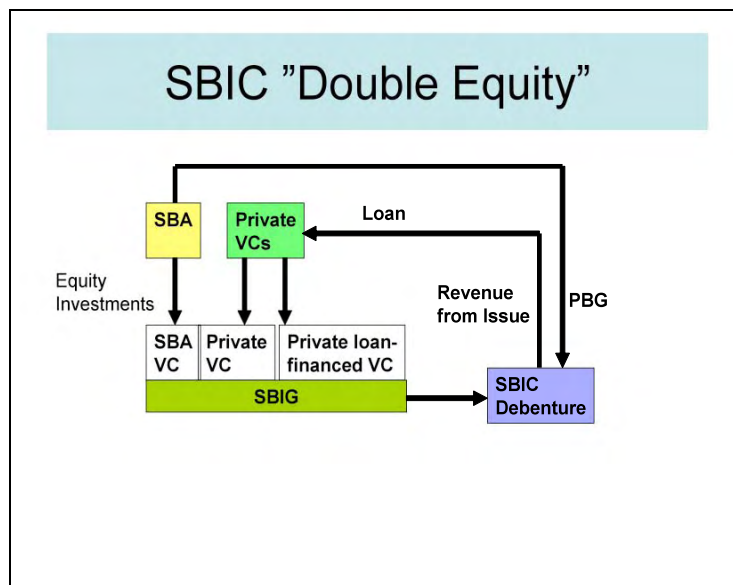 SBIC ”Double Equity”
SBA
Private
VCs
Loan
Equity
Investments
Revenue
from Issue
PBG
SBA
VC
Private
VC
Private loan-
financed VC
SBIG
SBIC
Debenture